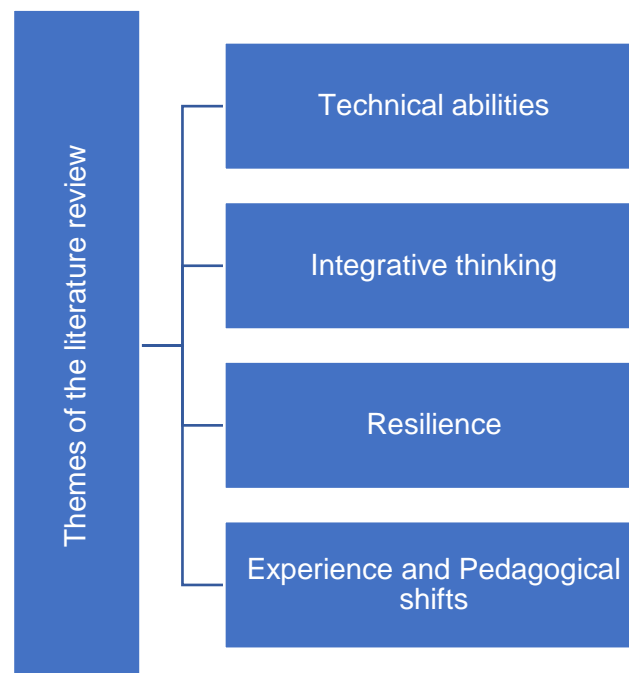 Themes of the literature review
Technical abilities
Integrative thinking
Resilience
Experience and Pedagogical
shifts